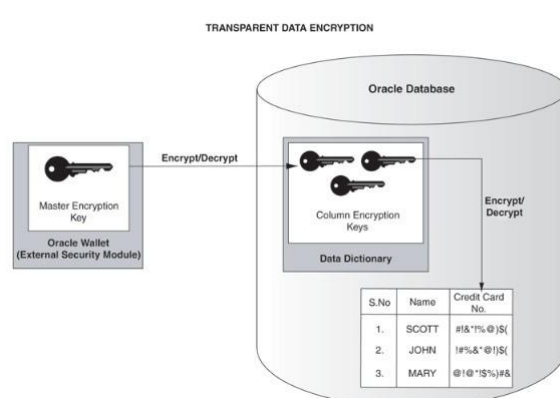 TRANSPARENT DATA ENCRYPTION
Oracle Database
Encrypt/Decrypt
Master Encryption
Key
Oracle Wallet
(External Security Module)
Column Encryption
Keys
Data Dictionary
Encrypt/
Decrypt
S.No Name Credit Card
No.
1. SCOTT #!&*!%@)$(
2. JOHN !#%&*@!)$(
3. MARY @!@*!$%)#&